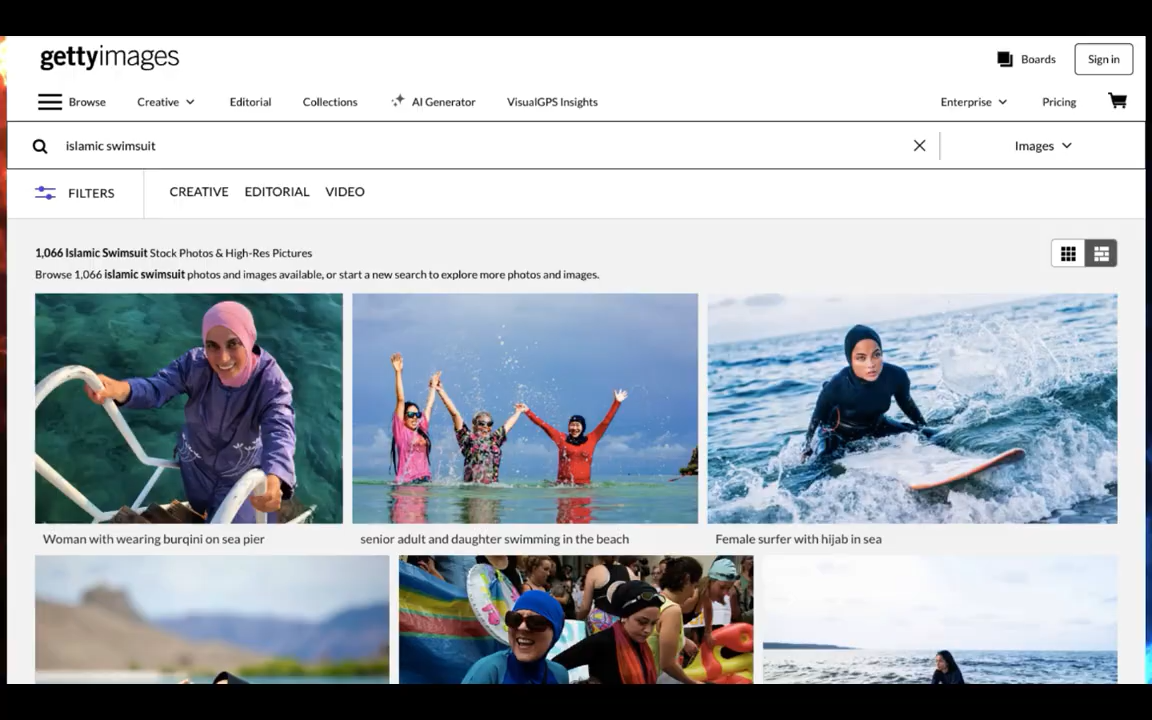 gettyimages
Boards
Sign in
Browse
Creative
Editorial
Collections
AI Generator
VisualGPS Insights
Enterprise
Pricing
islamic swimsuit
Images
FILTERS
CREATIVE
EDITORIAL
VIDEO
1,066 Islamic Swimsuit Stock Photos & High-Res Pictures
Browse 1,066 islamic swimsuit photos and images available, or start a new search to explore more photos and images.
Woman with wearing burqini on sea pier
senior adult and daughter swimming in the beach
Female surfer with hijab in sea